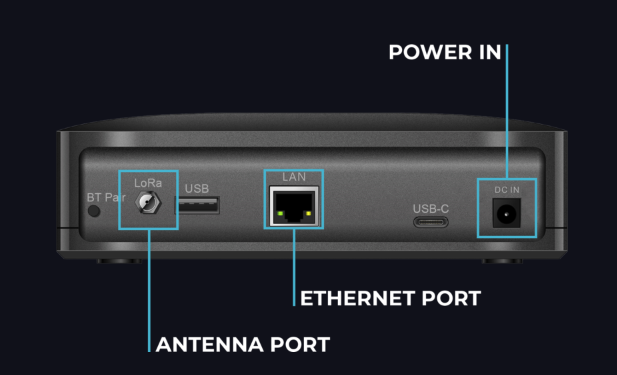 POWER IN
LoRa
BT Pair
USB
LAN
USB-C
DC IN
ETHERNET PORT
ANTENNA PORT